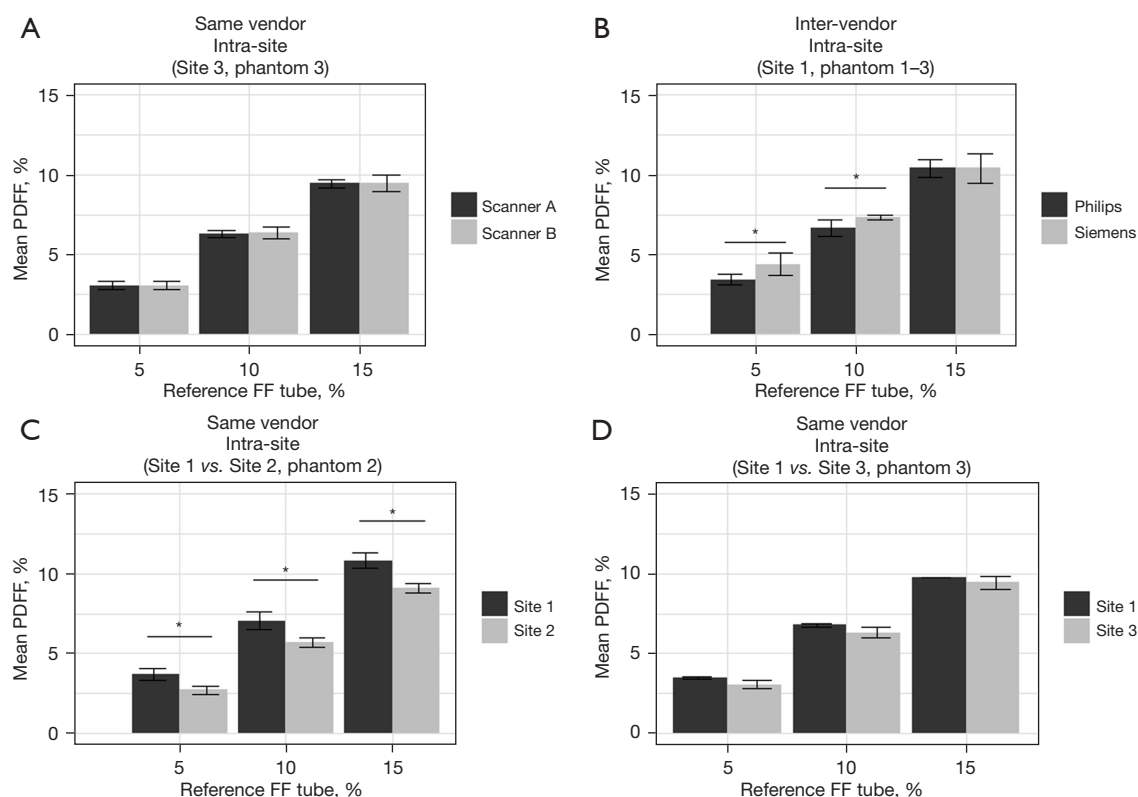 A
Same vendor
Intra-site
(Site 3, phantom 3)
15
10
5
0
Mean PDFF, %
5 10 15
Reference FF tube, %
Scanner A
Scanner B
B
Inter-vendor
Intra-site
(Site 1, phantom 1–3)
15
10
5
0
Mean PDFF, %
*
*
5 10 15
Reference FF tube, %
Philips
Siemens
C
Same vendor
Intra-site
(Site 1 vs. Site 2, phantom 2)
15
10
5
0
Mean PDFF, %
*
*
*
5 10 15
Reference FF tube, %
Site 1
Site 2
D
Same vendor
Intra-site
(Site 1 vs. Site 3, phantom 3)
15
10
5
0
Mean PDFF, %
5 10 15
Reference FF tube, %
Site 1
Site 3